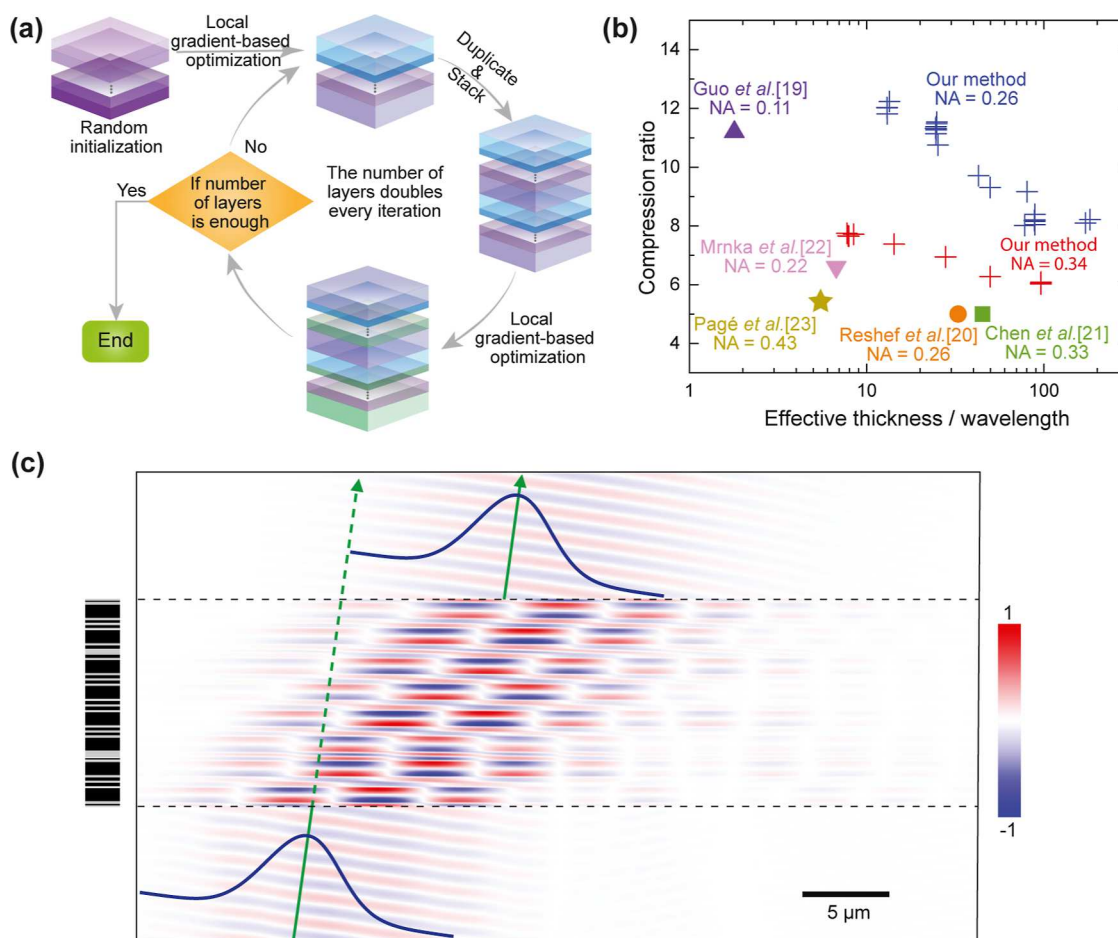 (a)
Local
gradient-based
optimization
Random
initialization
Duplicate
&
Stack
No
Yes
If number
of layers
is enough
The number of
layers doubles
every iteration
End
Local
gradient-based
optimization
(b)
Compression ratio
14
12
10
8
6
4
Guo et al.[19]
NA = 0.11
Our method
NA = 0.26
Mrnka et al.[22]
NA = 0.22
Our method
NA = 0.34
Pagé et al.[23]
NA = 0.43
Reshef et al.[20]
NA = 0.26
Chen et al.[21]
NA = 0.33
1
10
100
Effective thickness / wavelength
(c)
1
-1
5 µm